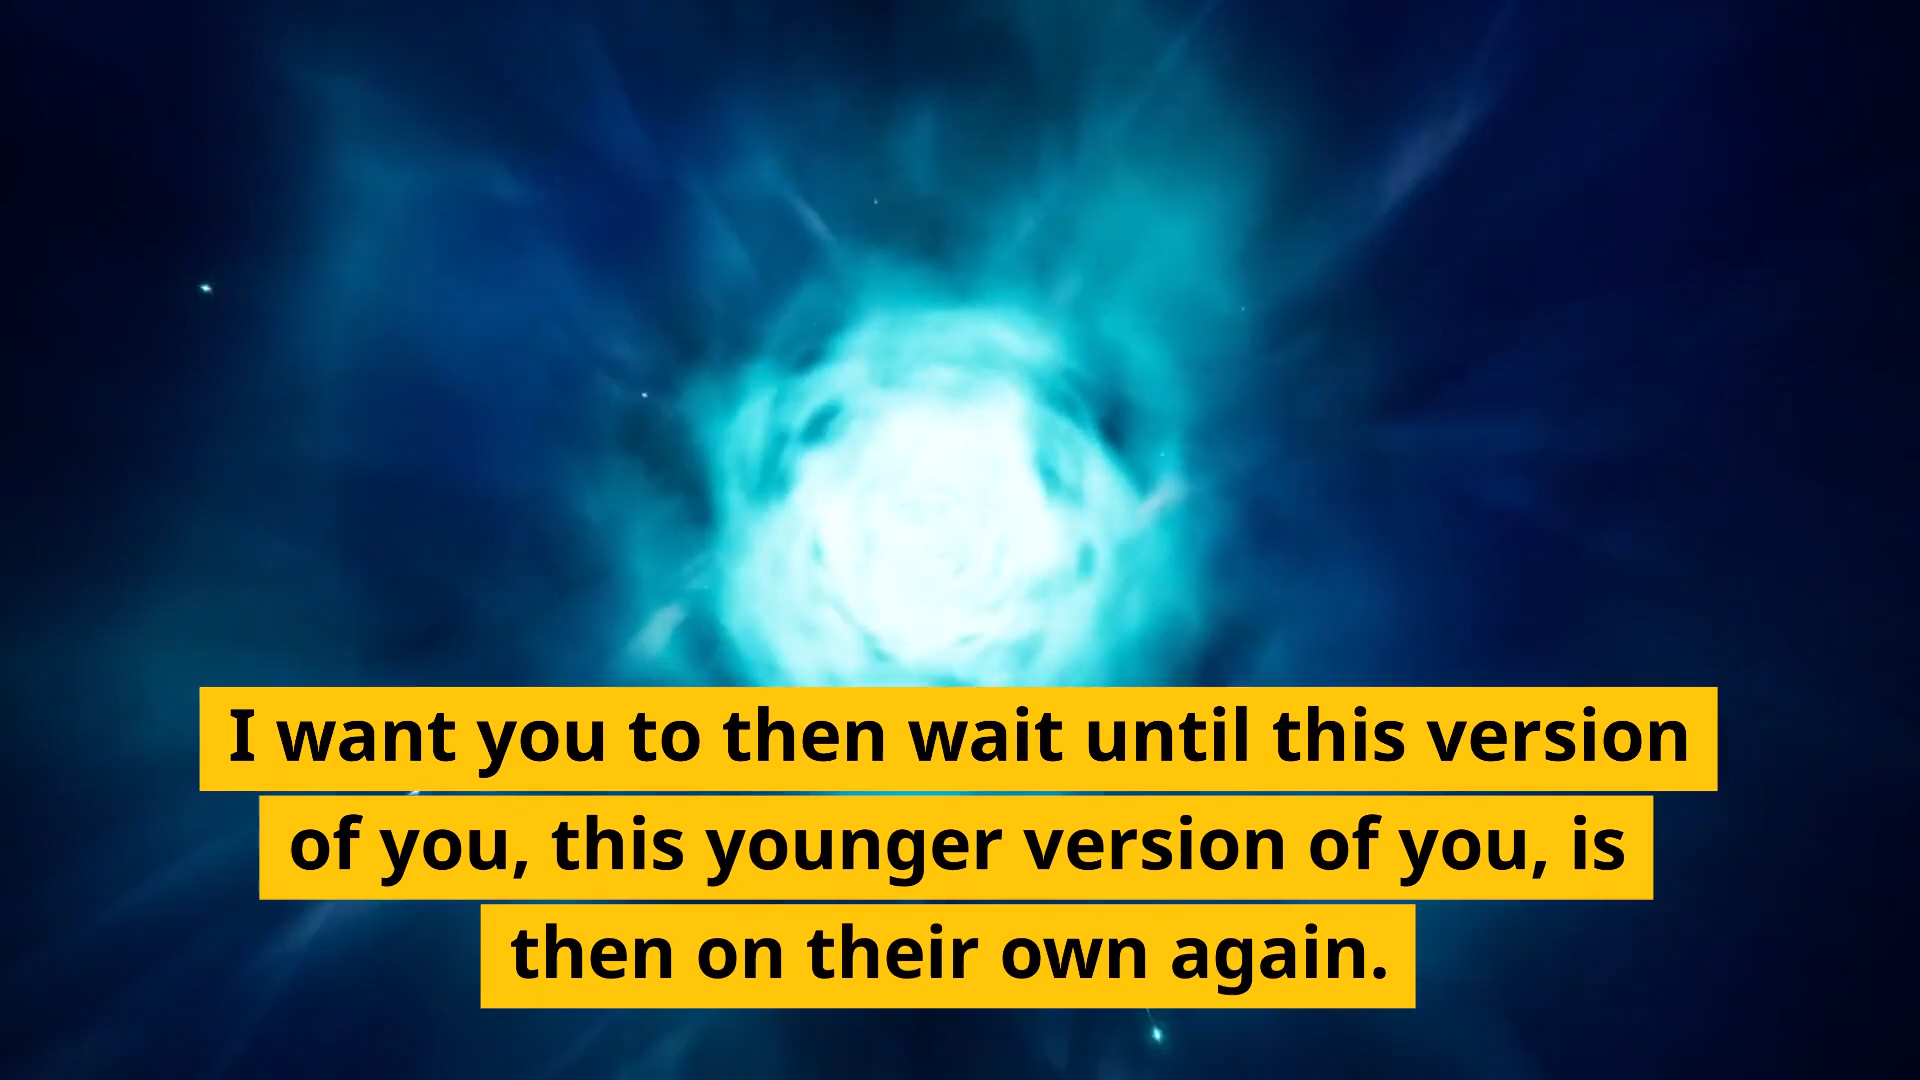 I want you to then wait until this version
of you, this younger version of you, is
then on their own again.